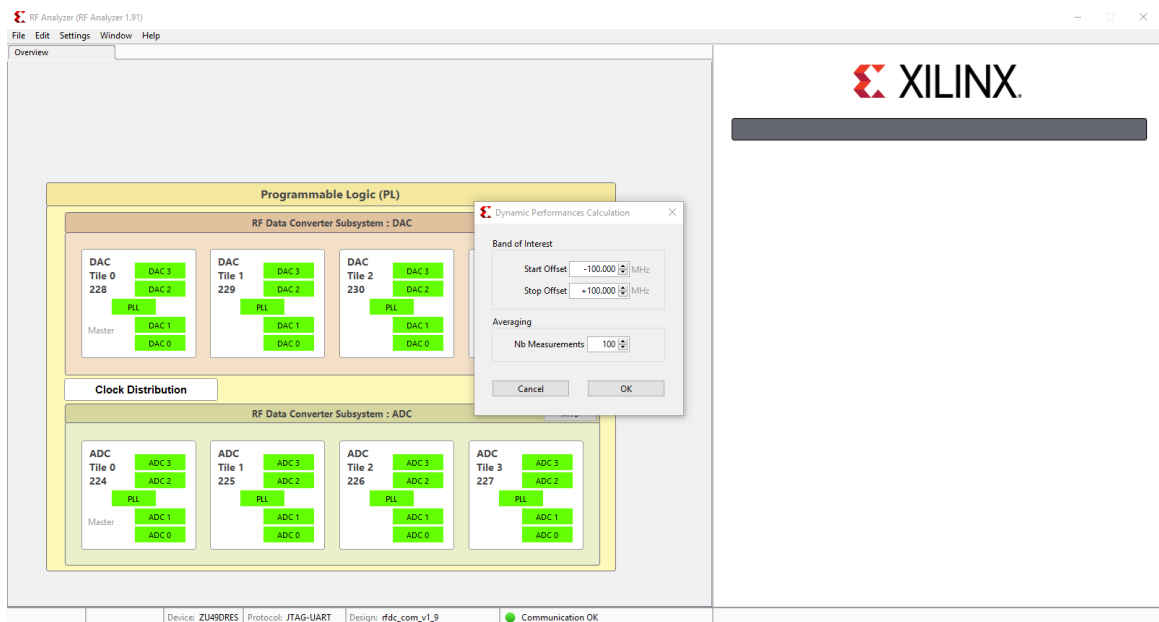 RF Analyzer (RF Analyzer 1.91)
File Edit Settings Window Help
Overview
XILINX.
Programmable Logic (PL)
RF Data Converter Subsystem : DAC
DAC
Tile 0
228
DAC 3
DAC 2
PLL
Master
DAC 1
DAC 0
DAC
Tile 1
229
DAC 3
DAC 2
PLL
DAC 1
DAC 0
DAC
Tile 2
230
DAC 3
DAC 2
PLL
DAC 1
DAC 0
Dynamic Performances Calculation
Band of Interest
Start Offset -100.000 MHz
Stop Offset +100.000 MHz
Averaging
Nb Measurements 100
Cancel OK
Clock Distribution
RF Data Converter Subsystem : ADC
ADC
Tile 0
224
ADC 3
ADC 2
PLL
Master
ADC 1
ADC 0
ADC
Tile 1
225
ADC 3
ADC 2
PLL
ADC 1
ADC 0
ADC
Tile 2
226
ADC 3
ADC 2
PLL
ADC 1
ADC 0
ADC
Tile 3
227
ADC 3
ADC 2
PLL
ADC 1
ADC 0
Device: ZU49DRES Protocol: JTAG-UART Design: rfdc_com_v1_9 Communication OK